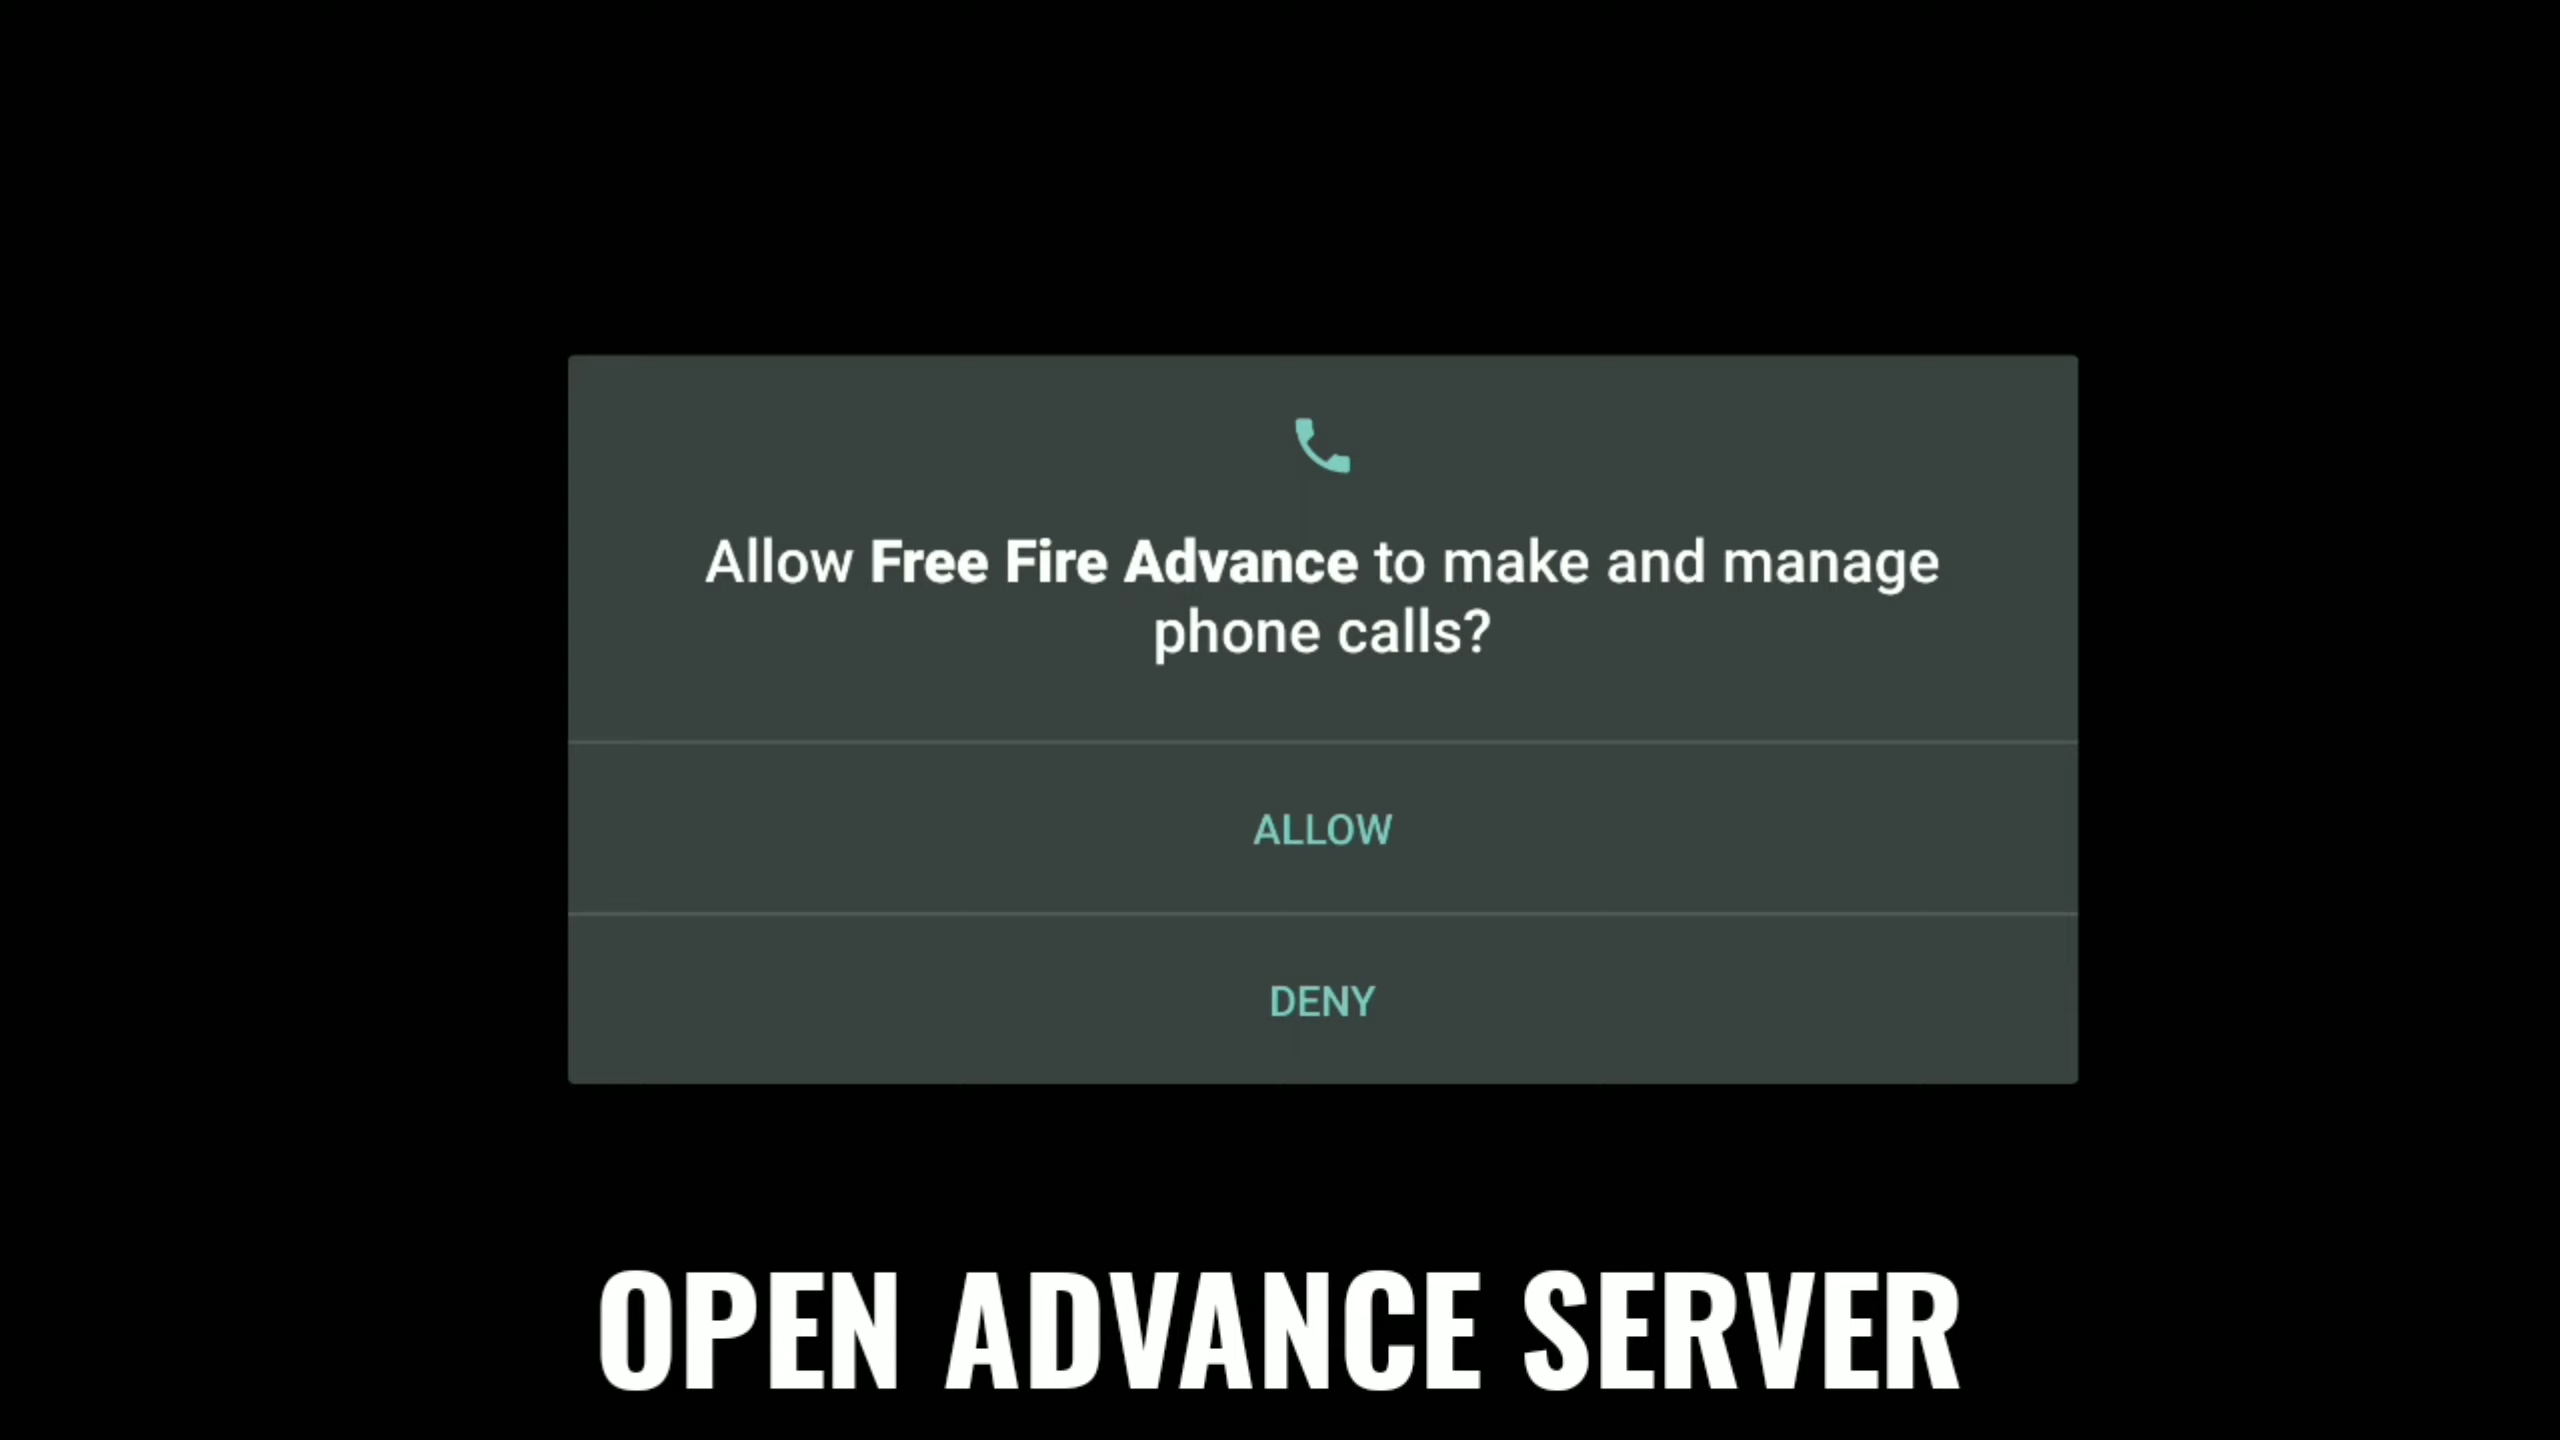 Allow Free Fire Advance to make and manage
phone calls?
ALLOW
DENY
OPEN ADVANCE SERVER